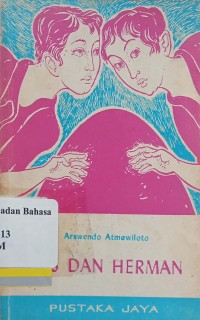 Arswendo Atmowiloto
DAN HERMAN
PUSTAKA JAYA
adan Bahasa
13
M